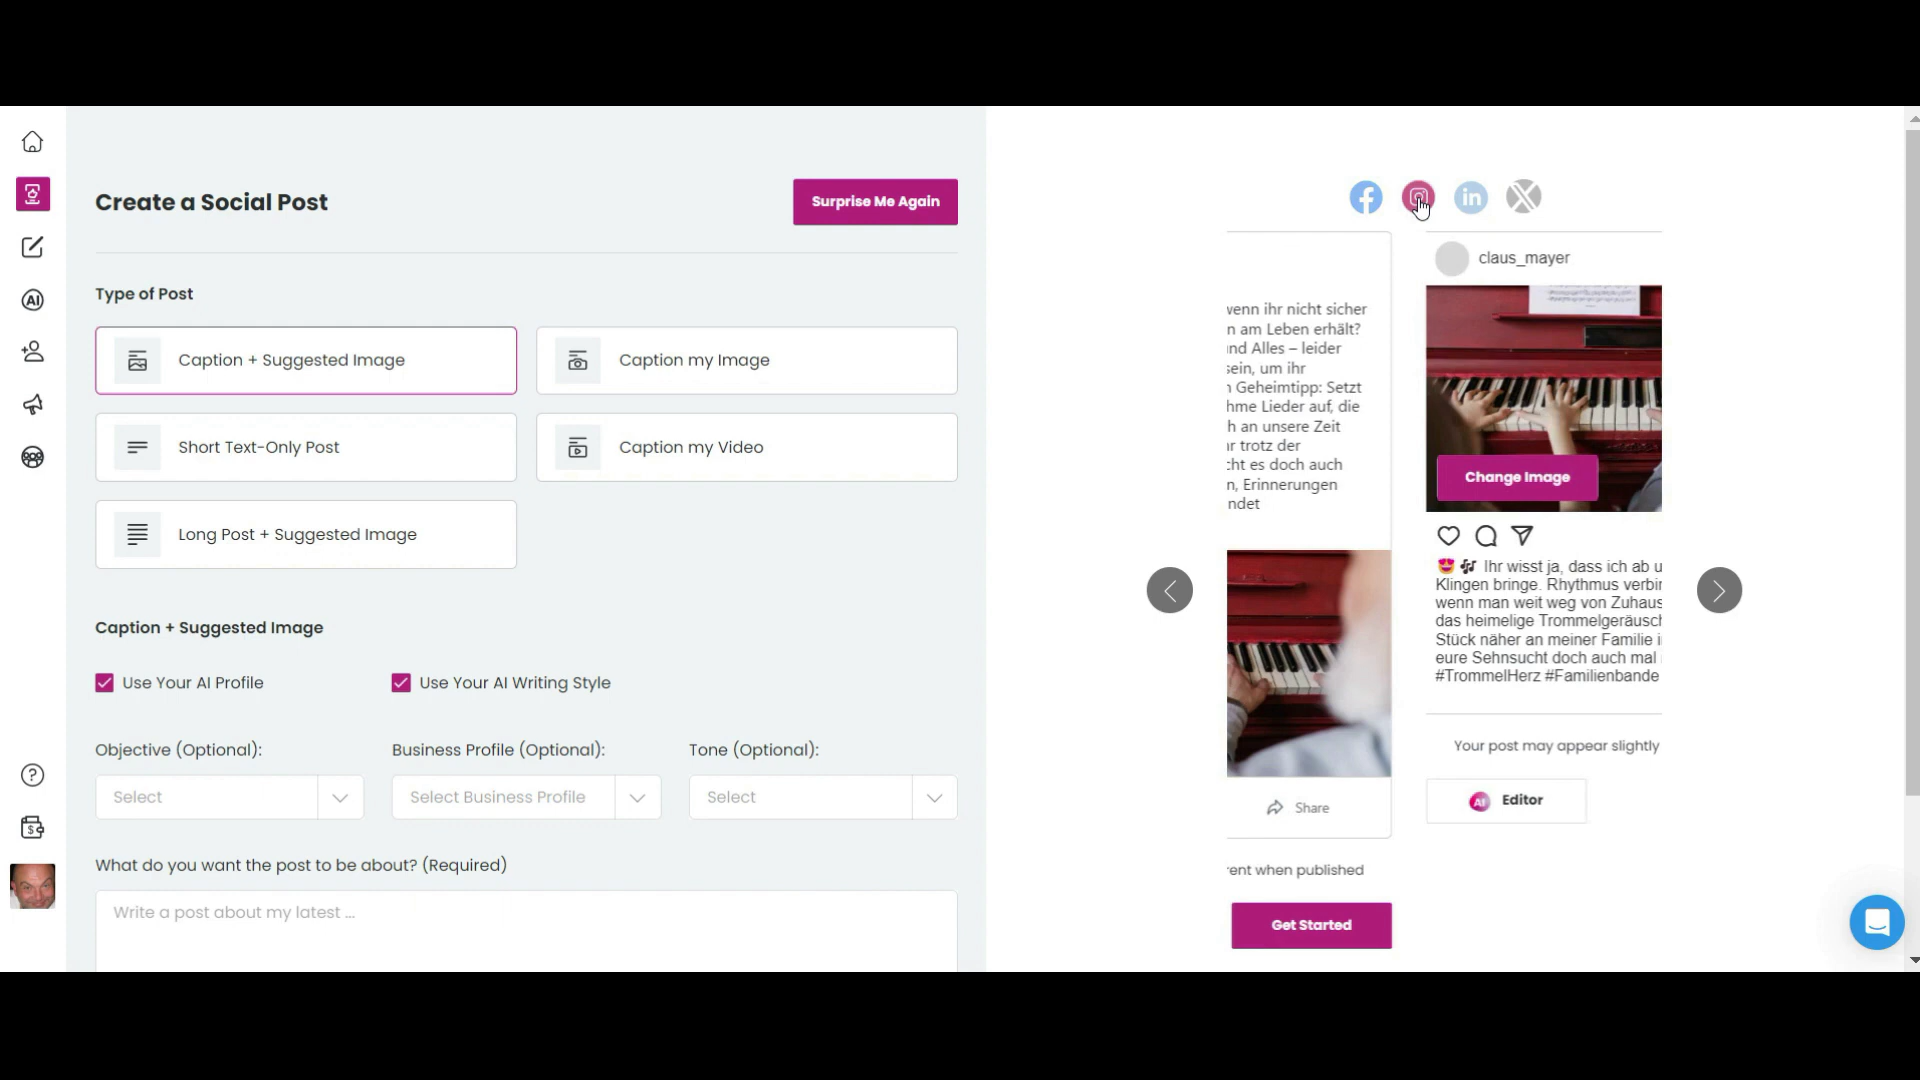 Create a Social Post
Surprise Me Again
Type of Post
Caption + Suggested Image
Caption my Image
Short Text-Only Post
Caption my Video
Long Post + Suggested Image
Caption + Suggested Image
Use Your AI Profile
Use Your AI Writing Style
Objective (Optional):
Business Profile (Optional):
Tone (Optional):
Select
Select Business Profile
Select
What do you want the post to be about? (Required)
Write a post about my latest ...
wenn ihr nicht sicher
n am Leben erhält?
nd Alles – leider
sein, um ihr
n Geheimtipp: Setzt
hme Lieder auf, die
h an unsere Zeit
r trotz der
cht es doch auch
n, Erinnerungen
ndet
Share
ent when published
Get Started
claus_mayer
Change Image
Ihr wisst ja, dass ich ab u
Klingen bringe. Rhythmus verbin
wenn man weit weg von Zuhaus
das heimelige Trommelgeräusch
Stück näher an meiner Familie i
eure Sehnsucht doch auch mal
#TrommelHerz #Familienbande
Your post may appear slightly
AI Editor